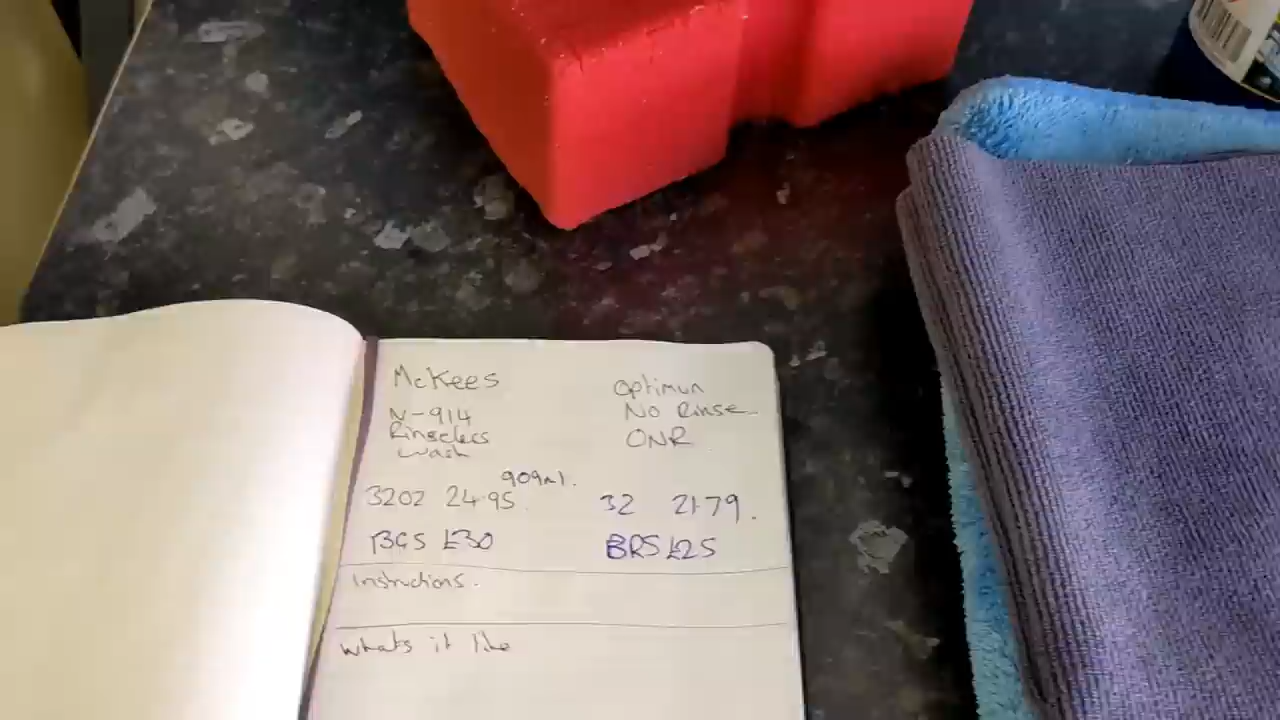 McKees
N-914
Rinseless
wash
909ml.
32oz 24.95
BGS £30
Optimun
No Rinse
ONR
32 21.79.
BRS £25
Instructions.
whats it like